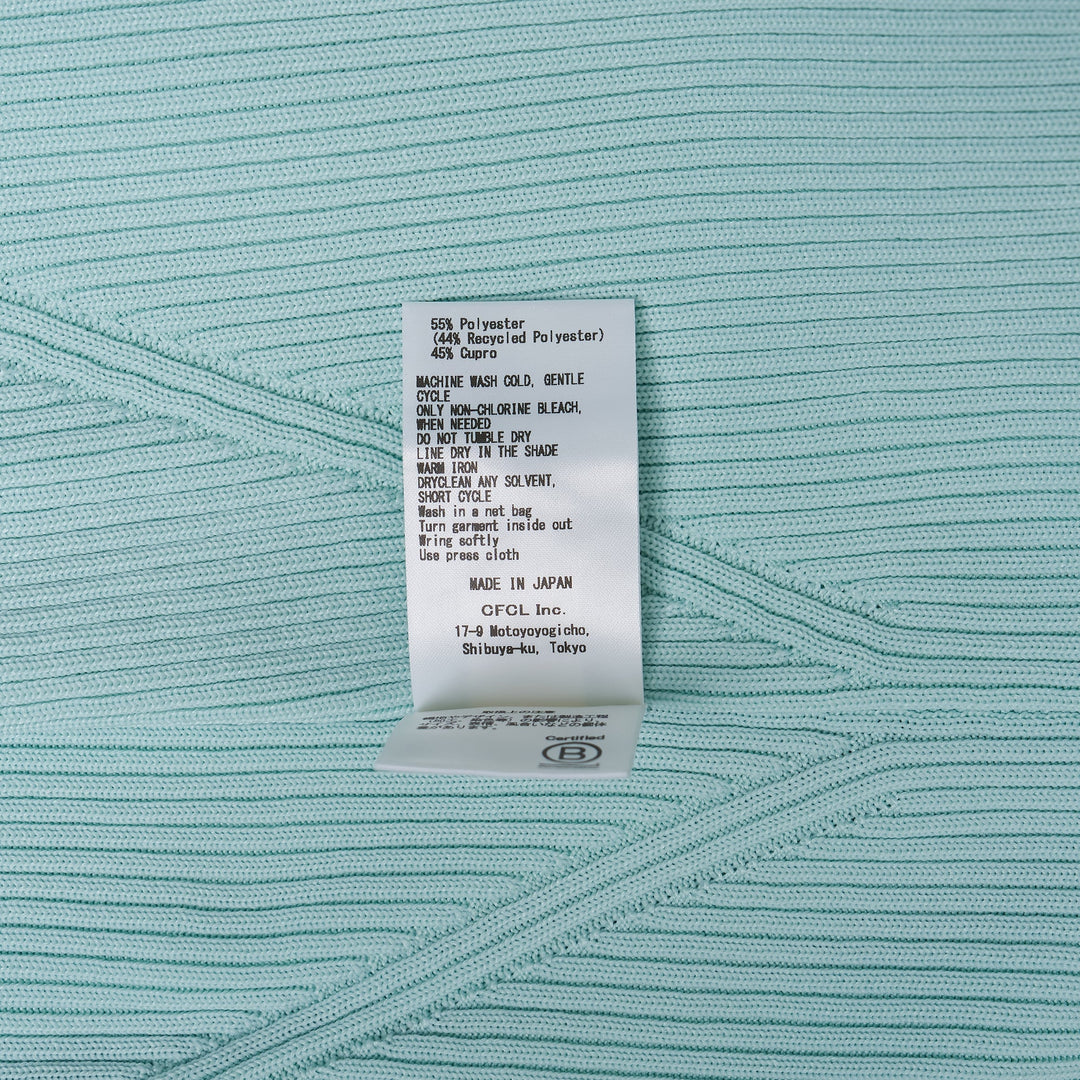 55% Polyester
(44% Recycled Polyester)
45% Cupro
MACHINE WASH COLD, GENTLE
CYCLE
ONLY NON-CHLORINE BLEACH,
WHEN NEEDED
DO NOT TUMBLE DRY
LINE DRY IN THE SHADE
WARM IRON
DRYCLEAN ANY SOLVENT,
SHORT CYCLE
Wash in a net bag
Turn garment inside out
Wring softly
Use press cloth
MADE IN JAPAN
CFCL Inc.
17-9 Motoyoyogicho,
Shibuya-ku, Tokyo
Certified
B